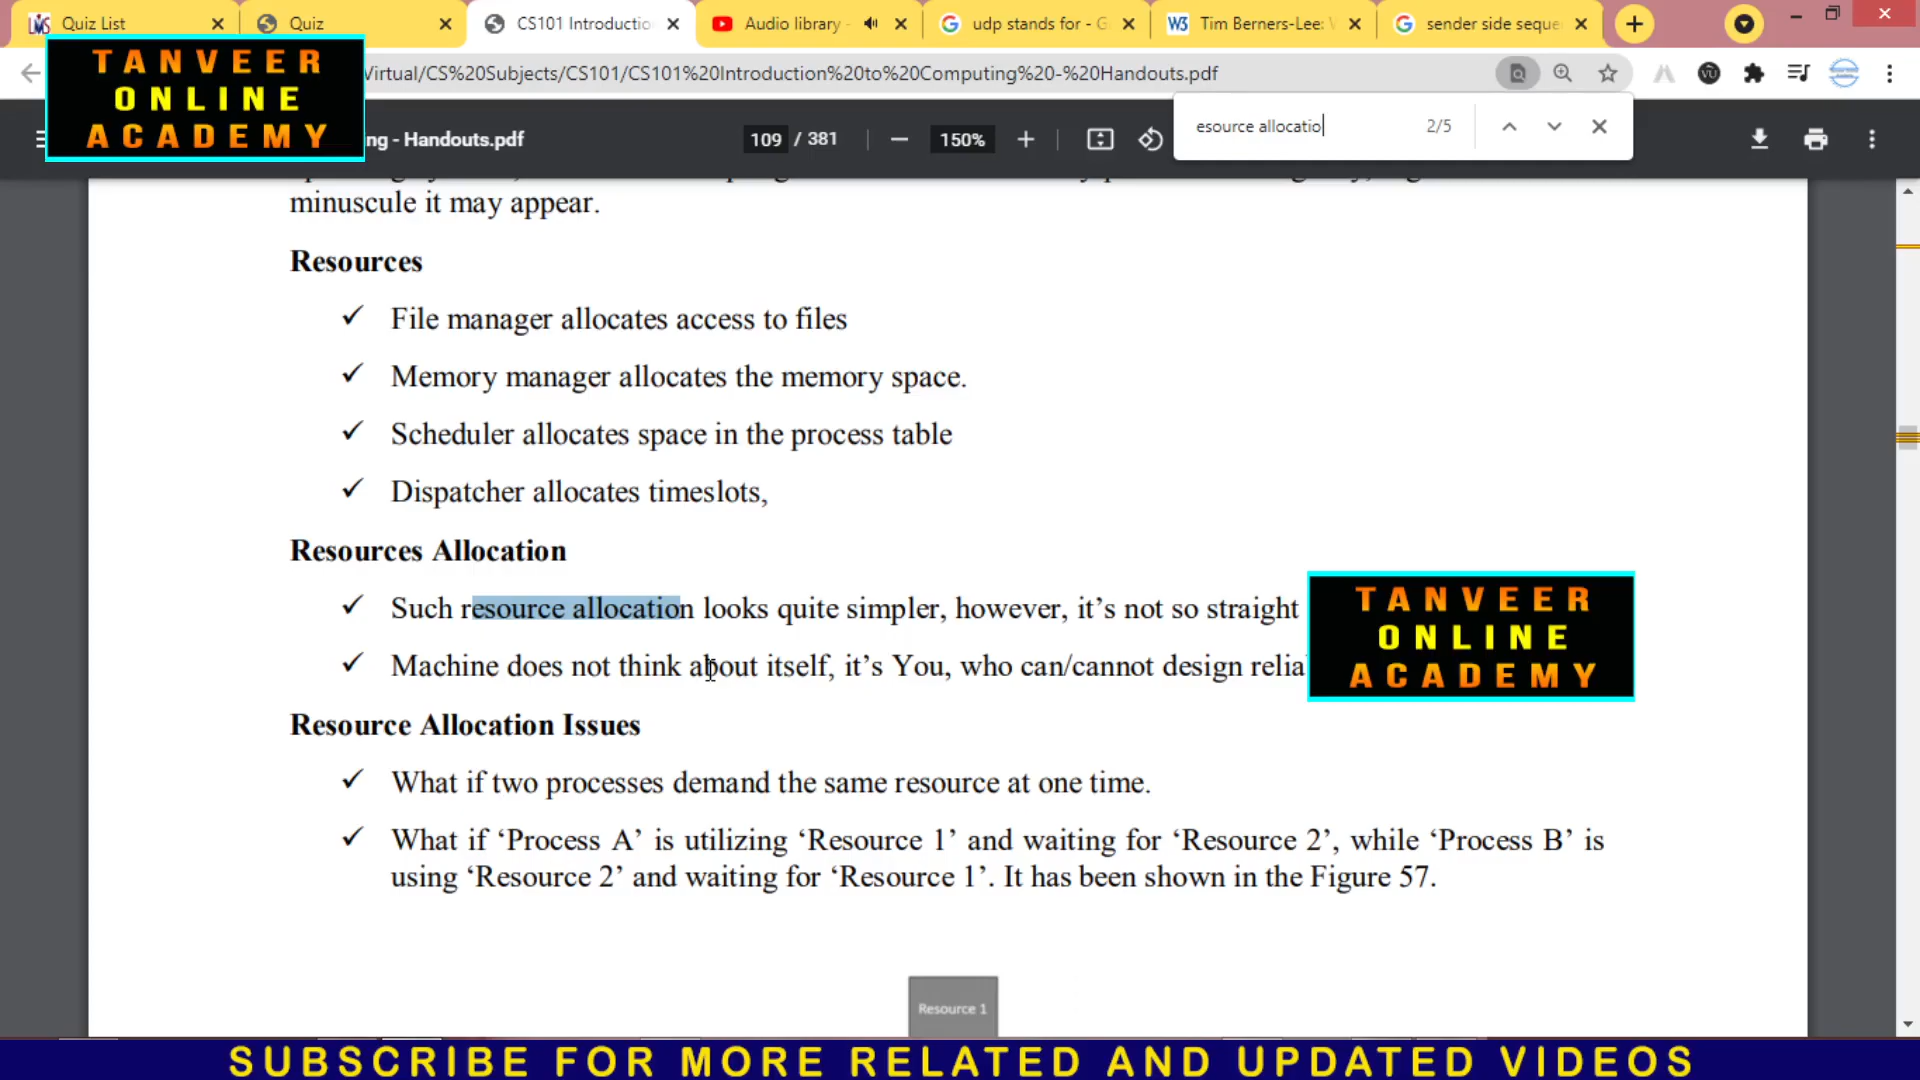 Quiz List
Quiz
CS101 Introductio
Audio library -
udp stands for - G
Tim Berners-Lee: W
sender side seque
TANVEER
ONLINE
ACADEMY
Virtual/CS%20Subjects/CS101/CS101%20Introduction%20to%20Computing%20-%20Handouts.pdf
esource allocatio
2/5
ng - Handouts.pdf
109 / 381
150%
minuscule it may appear.
Resources
✓ File manager allocates access to files
✓ Memory manager allocates the memory space.
✓ Scheduler allocates space in the process table
✓ Dispatcher allocates timeslots,
Resources Allocation
✓ Such resource allocation looks quite simpler, however, it’s not so straight
✓ Machine does not think about itself, it’s You, who can/cannot design relia
TANVEER
ONLINE
ACADEMY
Resource Allocation Issues
✓ What if two processes demand the same resource at one time.
✓ What if ‘Process A’ is utilizing ‘Resource 1’ and waiting for ‘Resource 2’, while ‘Process B’ is
using ‘Resource 2’ and waiting for ‘Resource 1’. It has been shown in the Figure 57.
Resource 1
SUBSCRIBE FOR MORE RELATED AND UPDATED VIDEOS